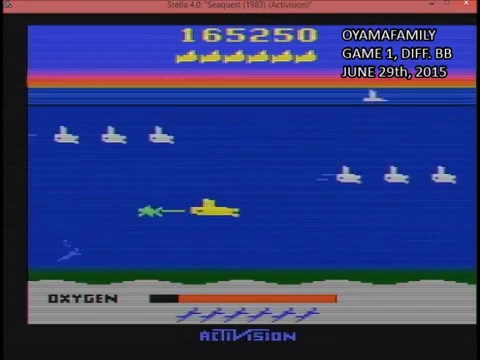 Stella 4.0: "Seaquest (1983) (Activision)"
165250
OYAMAFAMILY
GAME 1, DIFF. BB
JUNE 29th, 2015
OXYGEN
ACTIVISION